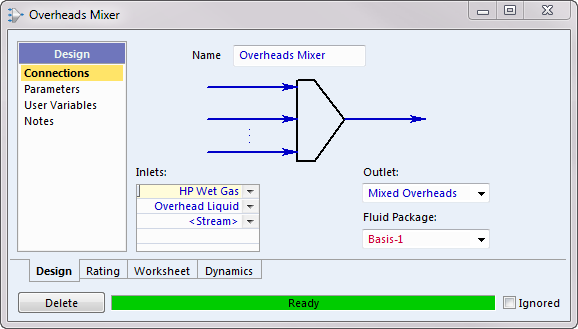 Overheads Mixer
Design
Connections
Parameters
User Variables
Notes
Name Overheads Mixer
Inlets:
HP Wet Gas
Overhead Liquid
<Stream>
Outlet:
Mixed Overheads
Fluid Package:
Basis-1
Design Rating Worksheet Dynamics
Delete Ready Ignored